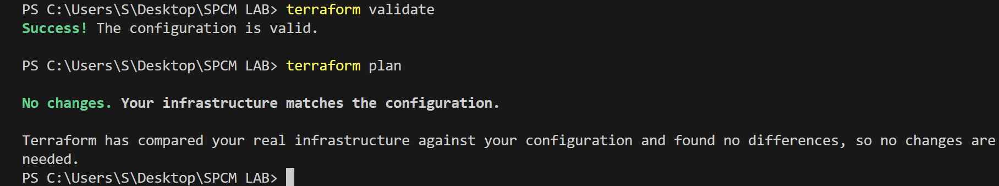 PS C:\Users\S\Desktop\SPCM LAB> terraform validate
Success! The configuration is valid.
PS C:\Users\S\Desktop\SPCM LAB> terraform plan
No changes. Your infrastructure matches the configuration.
Terraform has compared your real infrastructure against your configuration and found no differences, so no changes are
needed.
PS C:\Users\S\Desktop\SPCM LAB>